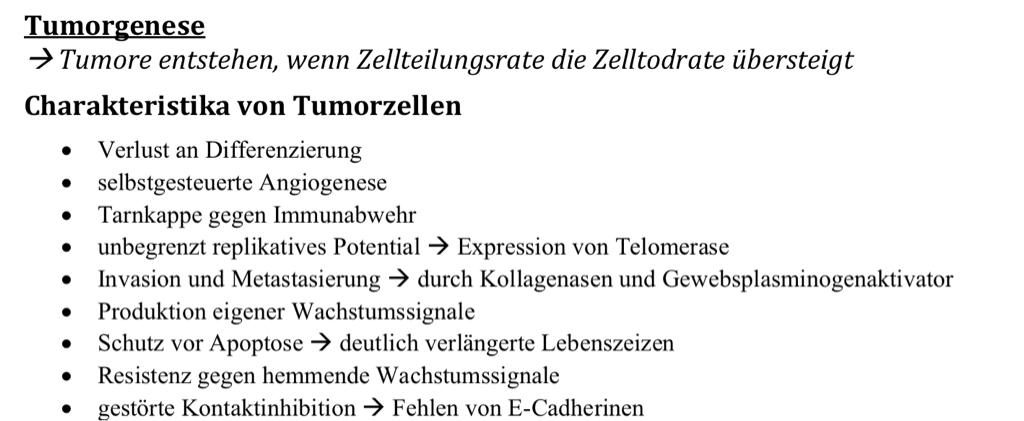 Tumorgenese
→ Tumore entstehen, wenn Zellteilungsrate die Zelltodrate übersteigt
Charakteristika von Tumorzellen
• Verlust an Differenzierung
• selbstgesteuerte Angiogenese
• Tarnkappe gegen Immunabwehr
• unbegrenzt replikatives Potential → Expression von Telomerase
• Invasion und Metastasierung → durch Kollagenasen und Gewebsplasminogenaktivator
• Produktion eigener Wachstumssignale
• Schutz vor Apoptose → deutlich verlängerte Lebenszeizen
• Resistenz gegen hemmende Wachstumssignale
• gestörte Kontaktinhibition → Fehlen von E-Cadherinen